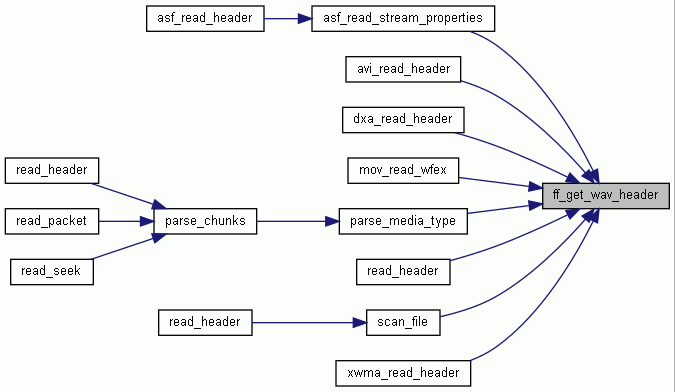 asf_read_header
asf_read_stream_properties
avi_read_header
dxa_read_header
read_header
mov_read_wfex
ff_get_wav_header
read_packet
parse_chunks
parse_media_type
read_seek
read_header
read_header
scan_file
xwma_read_header